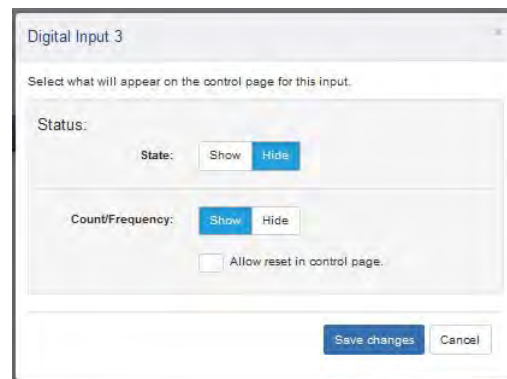 Digital Input 3
Select what will appear on the control page for this input.
Status:
State: Show Hide
Count/Frequency: Show Hide
Allow reset in control page.
Save changes Cancel